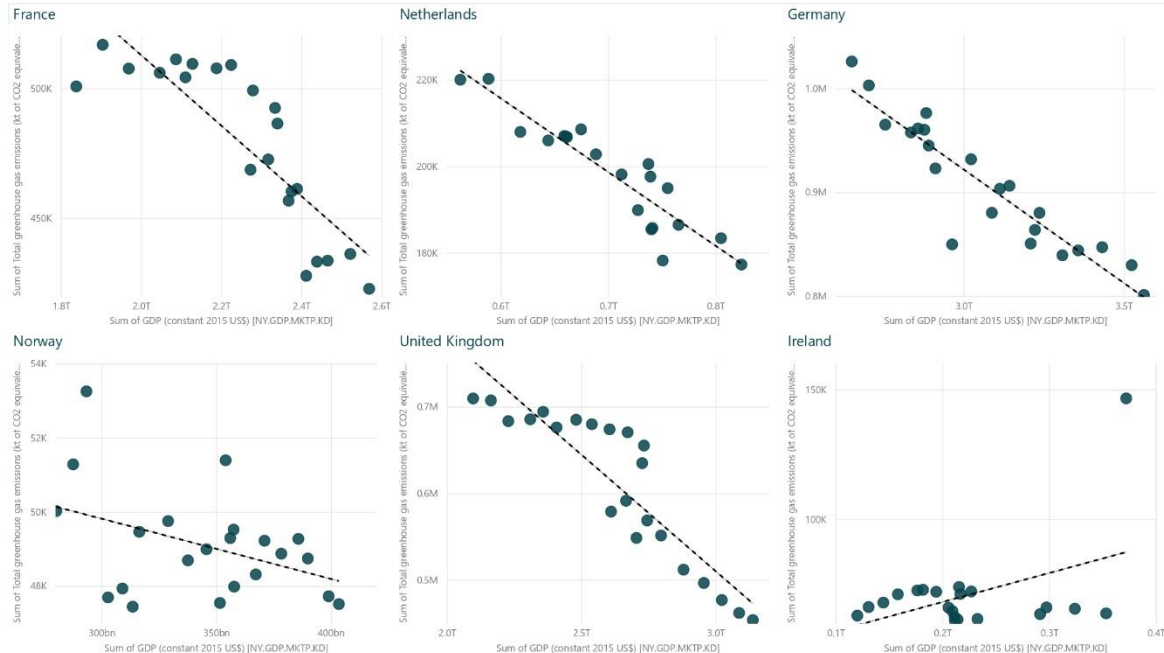 France
Sum of Total greenhouse gas emissions (kt of CO2 equivale...
500K
450K
1.8T 2.0T 2.2T 2.4T 2.6T
Sum of GDP (constant 2015 US$) [NY.GDP.MKTP.KD]
Netherlands
Sum of Total greenhouse gas emissions (kt of CO2 equivale...
220K
200K
180K
0.6T 0.7T 0.8T
Sum of GDP (constant 2015 US$) [NY.GDP.MKTP.KD]
Germany
Sum of Total greenhouse gas emissions (kt of CO2 equivale...
1.0M
0.9M
0.8M
3.0T 3.5T
Sum of GDP (constant 2015 US$) [NY.GDP.MKTP.KD]
Norway
Sum of Total greenhouse gas emissions (kt of CO2 equivale...
54K
52K
50K
48K
300bn 350bn 400bn
Sum of GDP (constant 2015 US$) [NY.GDP.MKTP.KD]
United Kingdom
Sum of Total greenhouse gas emissions (kt of CO2 equivale...
0.7M
0.6M
0.5M
2.0T 2.5T 3.0T
Sum of GDP (constant 2015 US$) [NY.GDP.MKTP.KD]
Ireland
Sum of Total greenhouse gas emissions (kt of CO2 equivale...
150K
100K
0.1T 0.2T 0.3T 0.4T
Sum of GDP (constant 2015 US$) [NY.GDP.MKTP.KD]